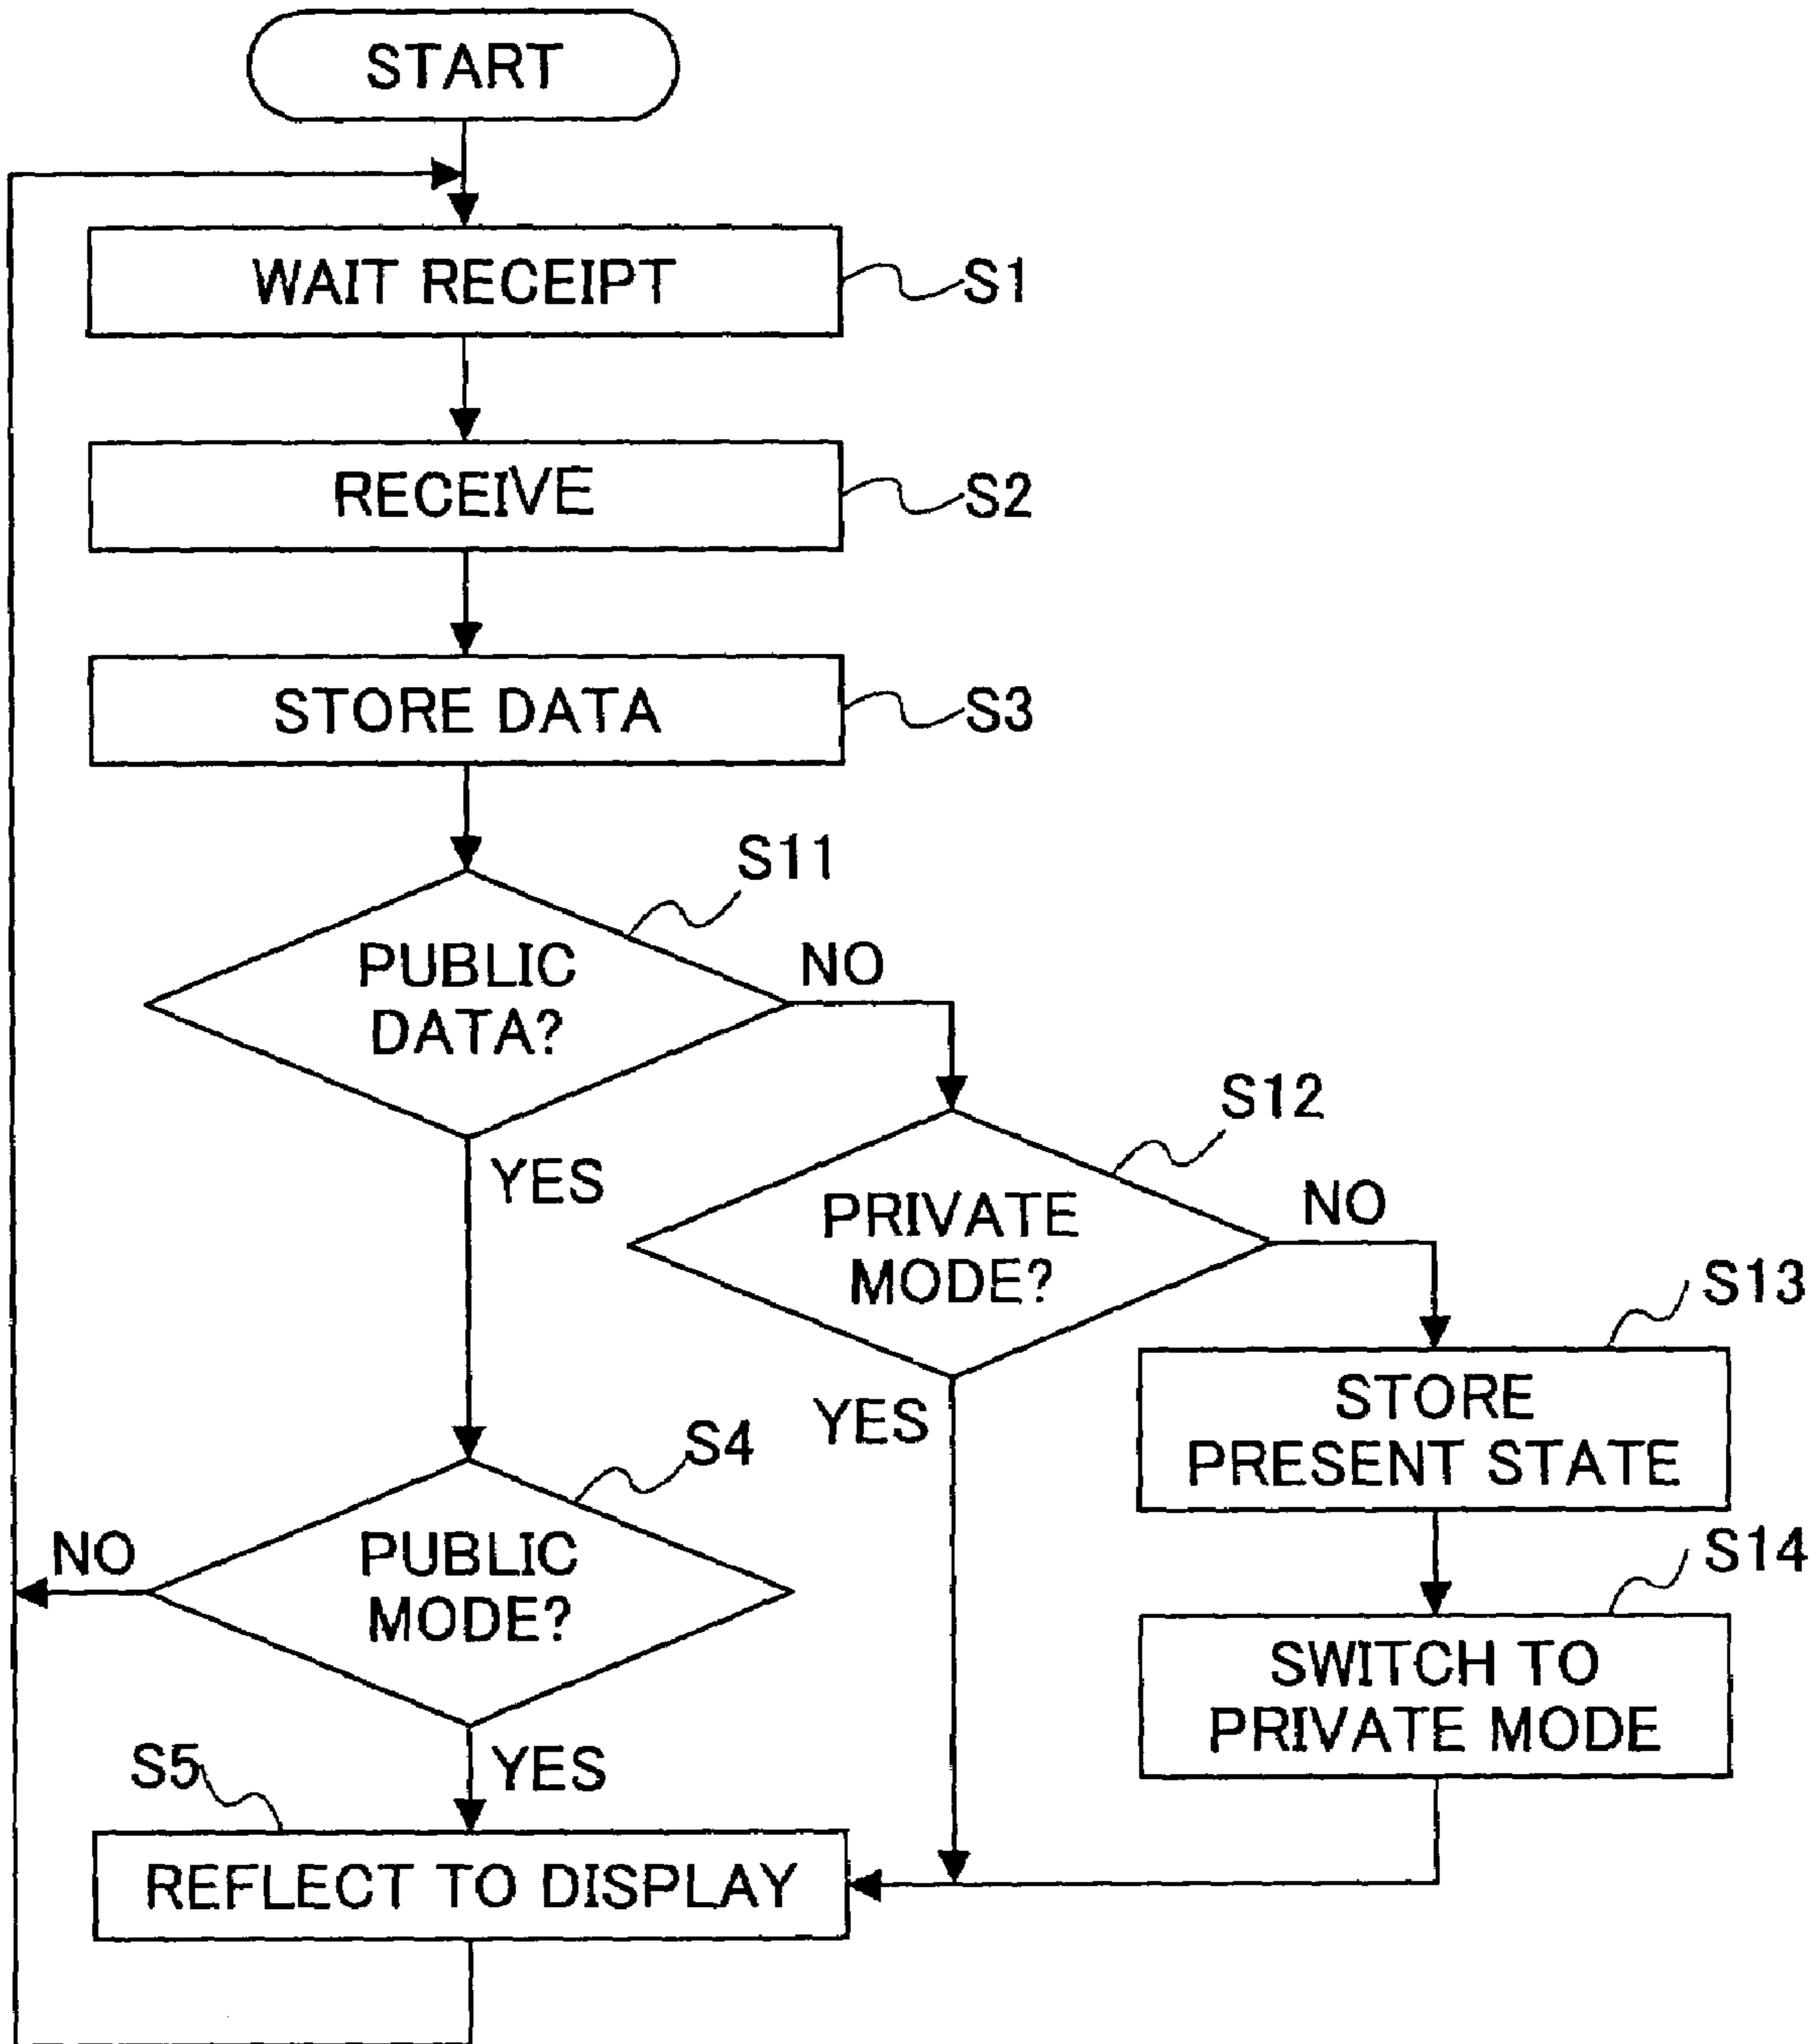 START
WAIT RECEIPT
S1
RECEIVE
S2
STORE DATA
S3
S11
PUBLIC
DATA?
NO
YES
S12
PRIVATE
MODE?
NO
YES
S13
STORE
PRESENT STATE
S14
SWITCH TO
PRIVATE MODE
S4
PUBLIC
MODE?
NO
YES
S5
REFLECT TO DISPLAY